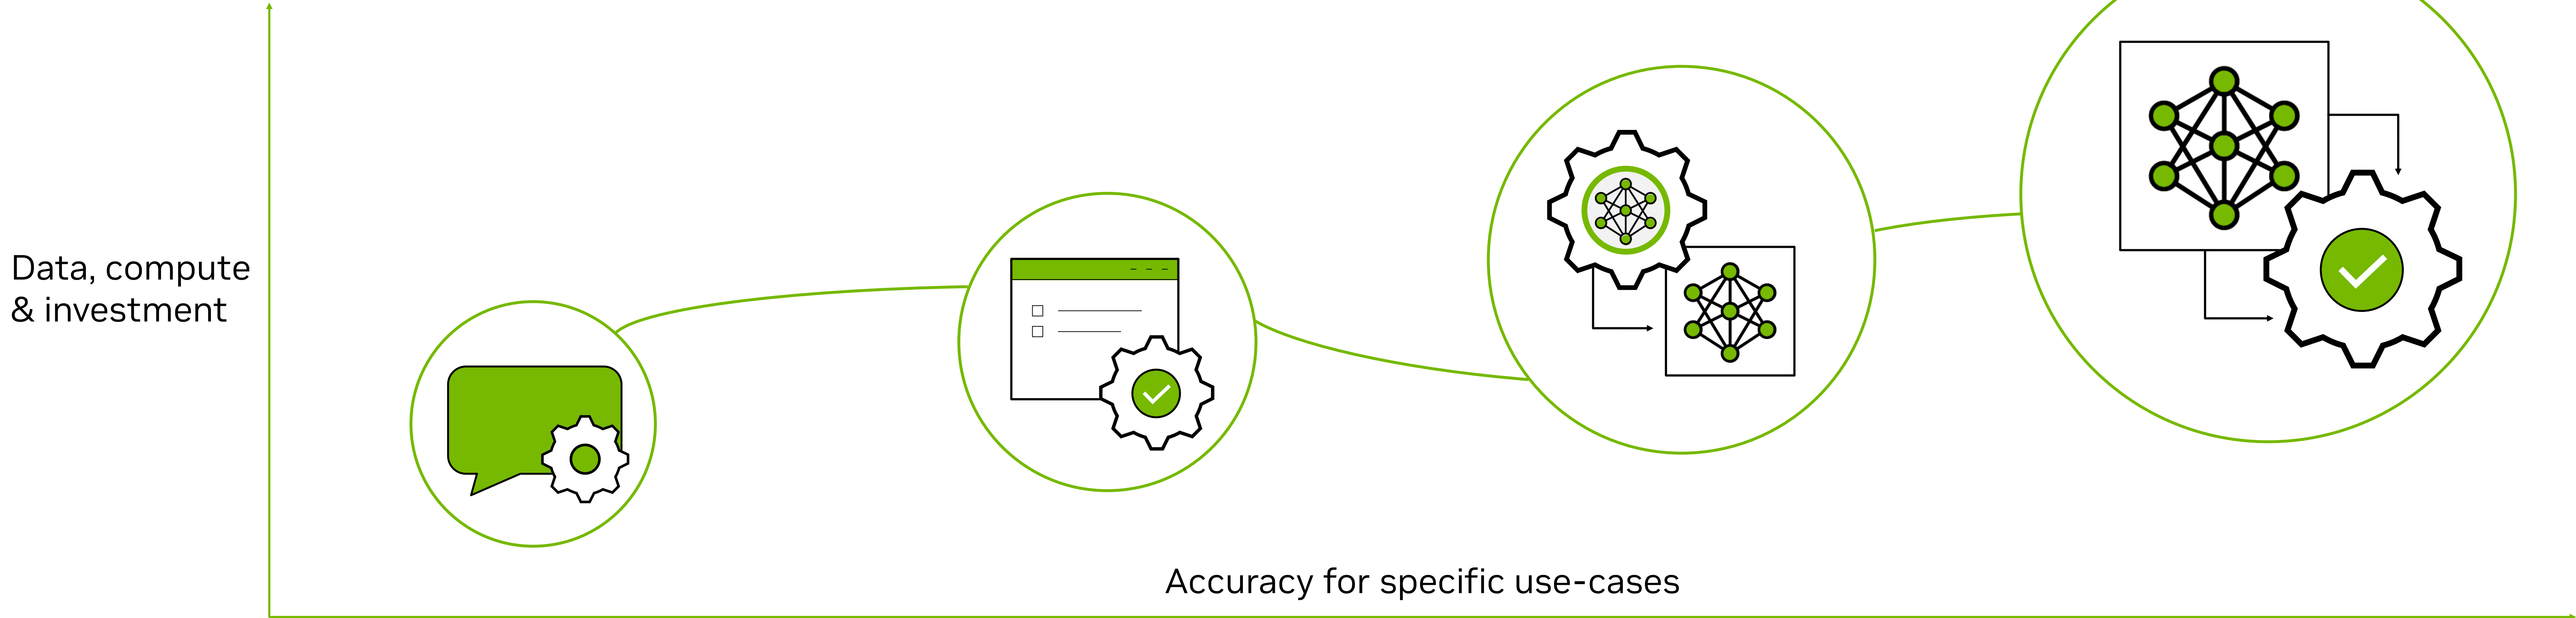 Data, compute
& investment
Accuracy for specific use-cases